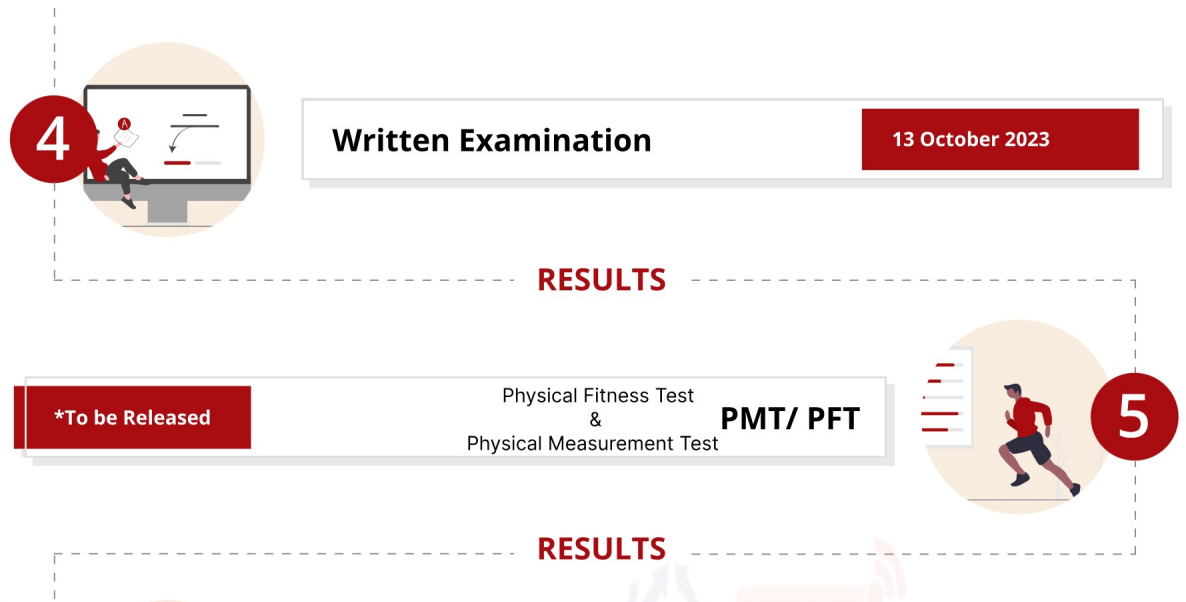 4
A
Written Examination
13 October 2023
RESULTS
*To be Released
Physical Fitness Test
&
Physical Measurement Test
PMT/ PFT
5
RESULTS